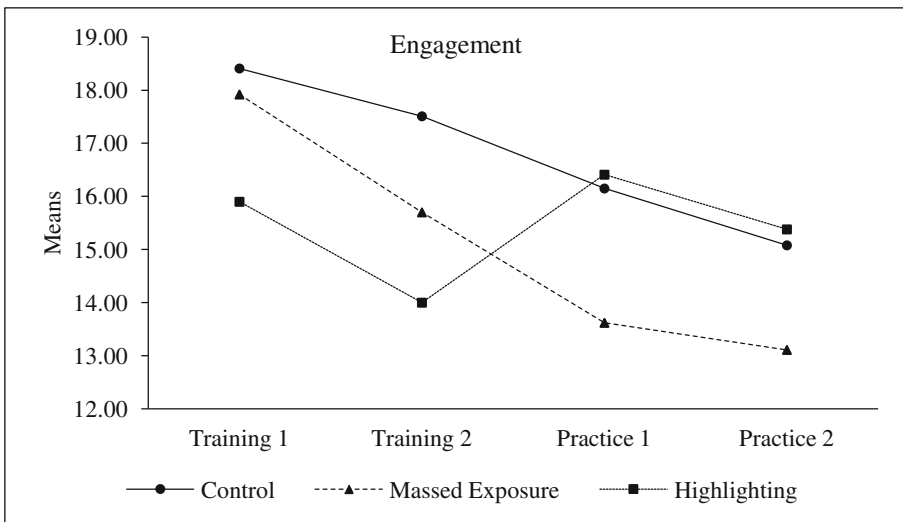 Engagement
19.00
18.00
17.00
16.00
15.00
14.00
13.00
12.00
Means
Training 1 Training 2 Practice 1 Practice 2
Control Massed Exposure Highlighting